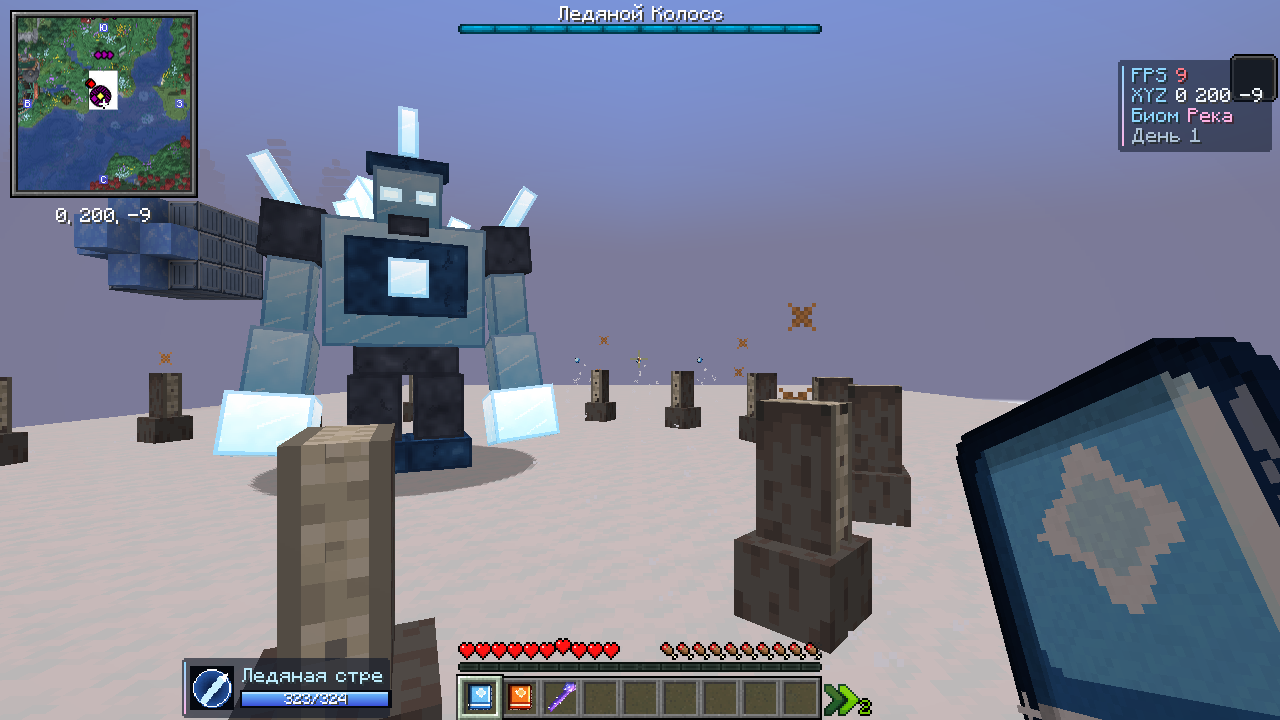 Ледяной Колосс
Ю
В
З
С
0, 200, -9
FPS 9
XYZ 0 200 -9
Биом Река
День 1
Ледяная стре
323/324
3